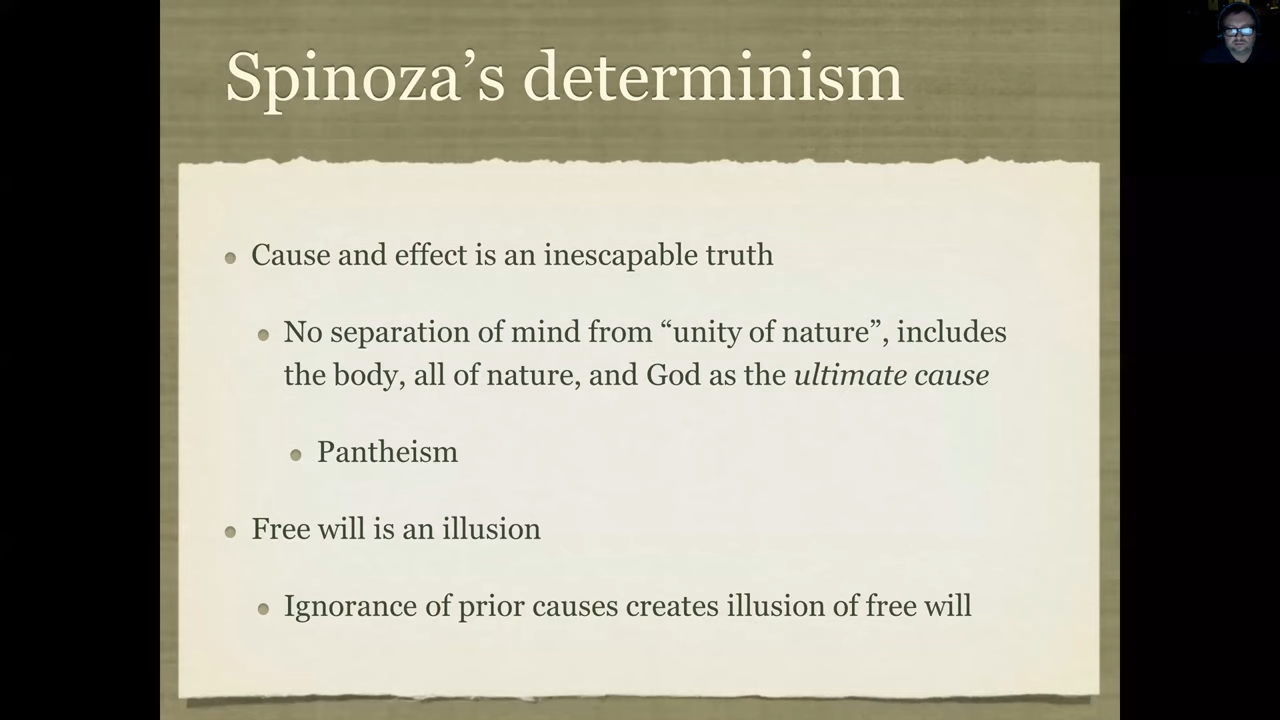 Spinoza’s determinism
Cause and effect is an inescapable truth
No separation of mind from “unity of nature”, includes
the body, all of nature, and God as the ultimate cause
Pantheism
Free will is an illusion
Ignorance of prior causes creates illusion of free will